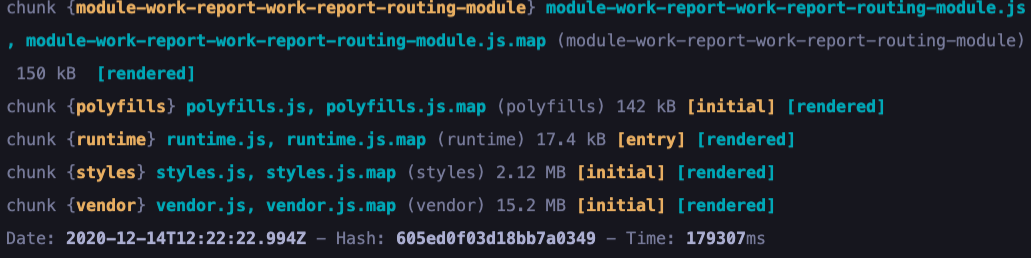 chunk {module-work-report-work-report-routing-module} module-work-report-work-report-routing-module.js
, module-work-report-work-report-routing-module.js.map (module-work-report-work-report-routing-module)
150 kB  [rendered]
chunk {polyfills} polyfills.js, polyfills.js.map (polyfills) 142 kB [initial] [rendered]
chunk {runtime} runtime.js, runtime.js.map (runtime) 17.4 kB [entry] [rendered]
chunk {styles} styles.js, styles.js.map (styles) 2.12 MB [initial] [rendered]
chunk {vendor} vendor.js, vendor.js.map (vendor) 15.2 MB [initial] [rendered]
Date: 2020-12-14T12:22:22.994Z – Hash: 605ed0f03d18bb7a0349 – Time: 179307ms